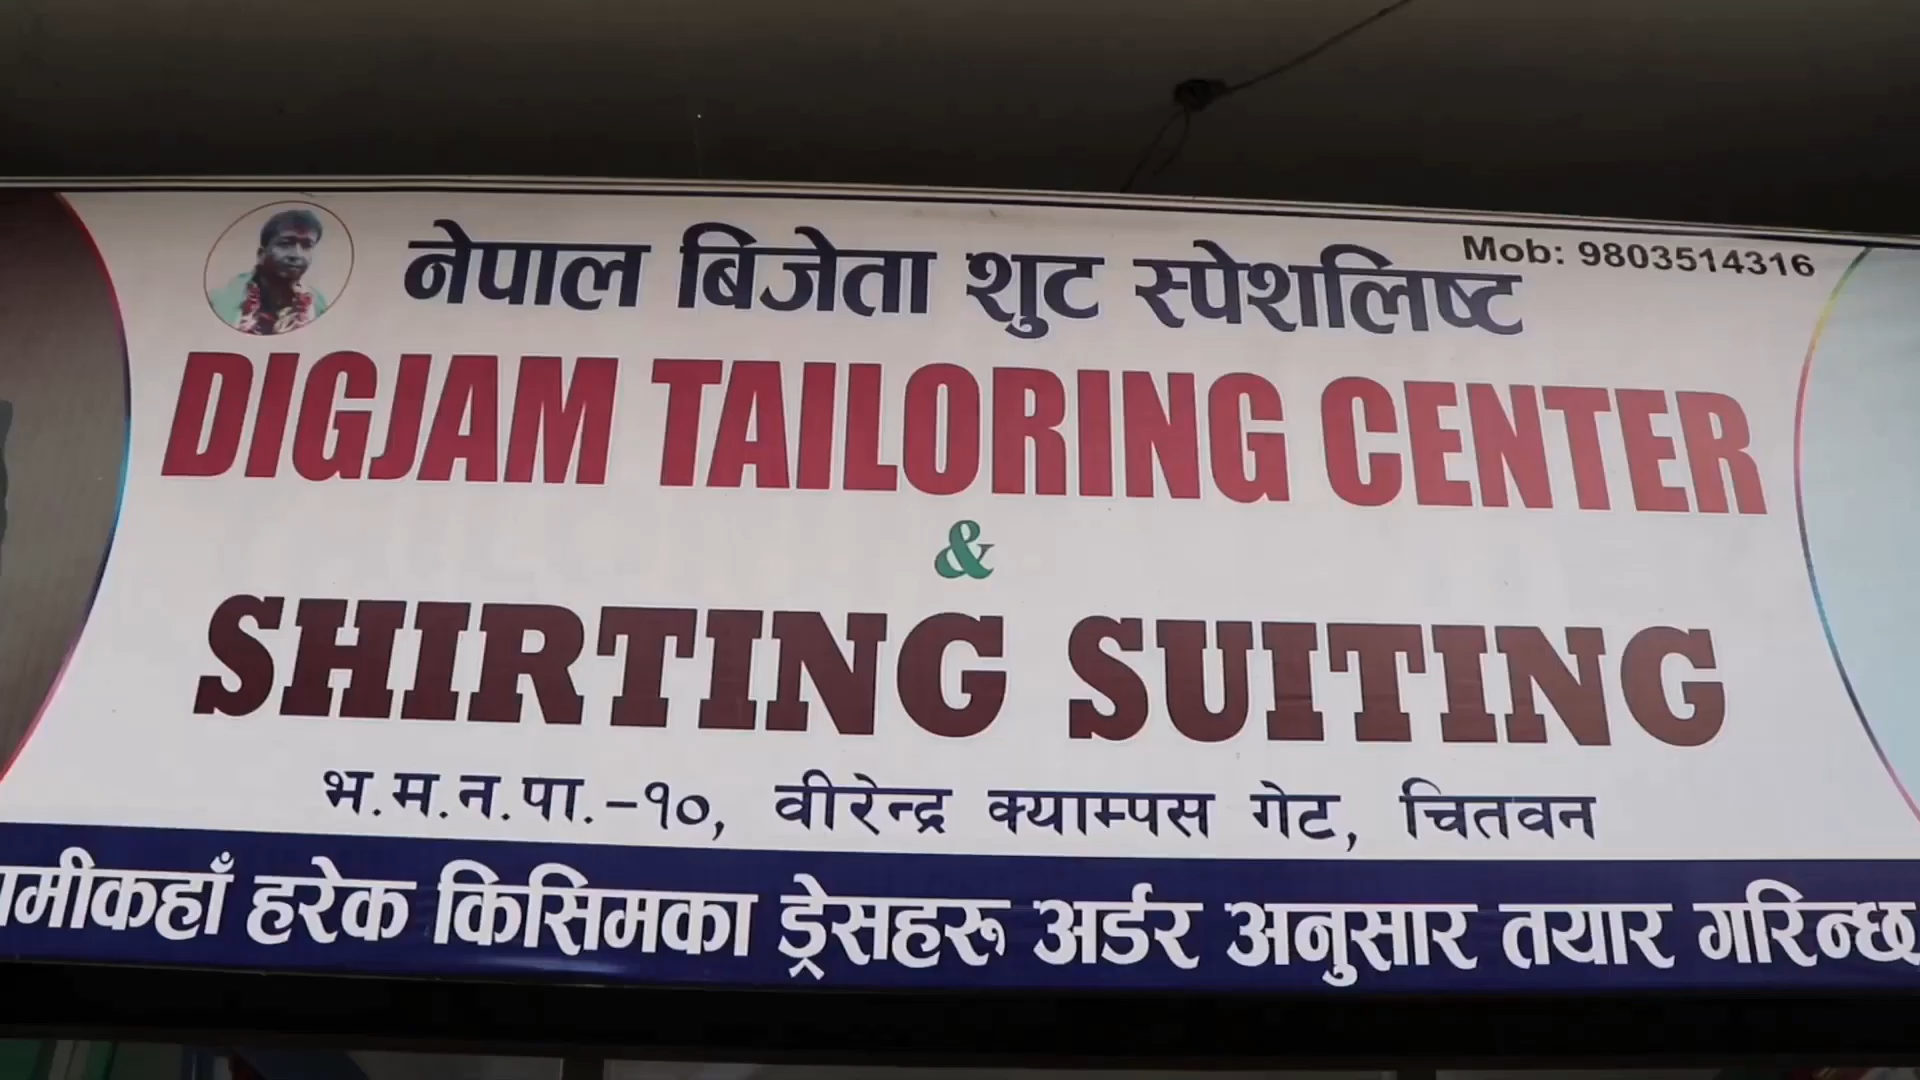 Mob: 9803514316
नेपाल बिजेता शुट स्पेशलिष्ट
DIGJAM TAILORING CENTER
&
SHIRTING SUITING
भ.म.न.पा.-१०, वीरेन्द्र क्याम्पस गेट, चितवन
हरेक किसिमका ड्रेसहरू अर्डर अनुसार तयार गरिन्छ